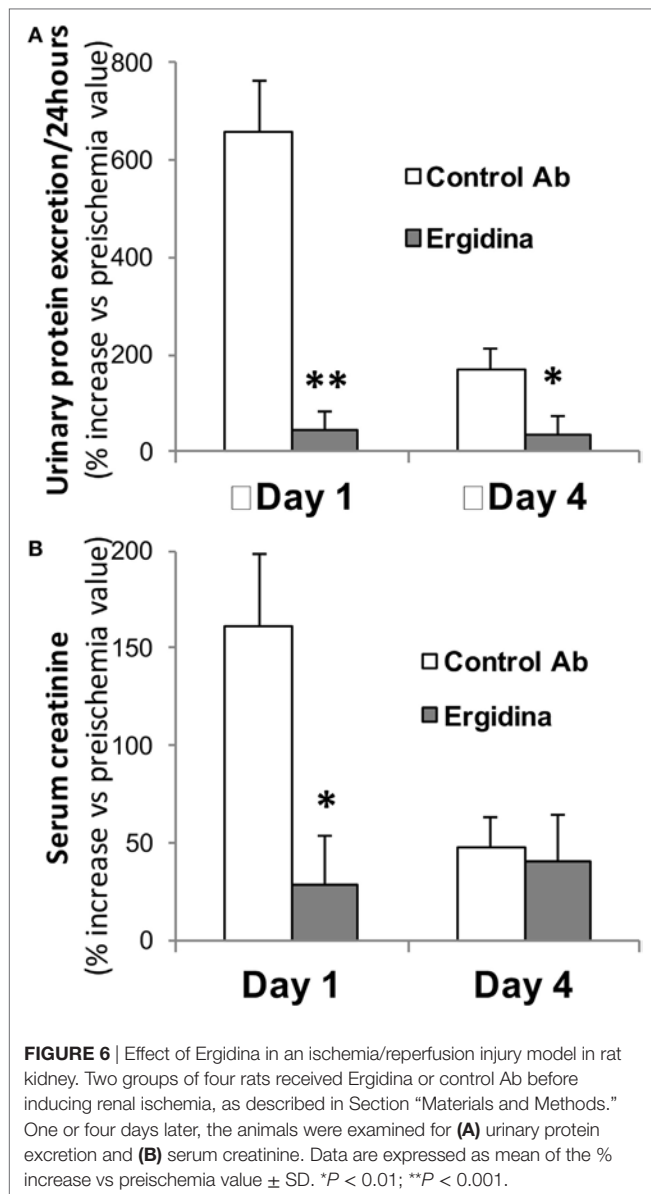 A
Urinary protein excretion/24hours
(% increase vs preischemia value)
800
600
400
200
0
Control Ab
Ergidina
**
*
□Day 1
□Day 4
B
Serum creatinine
(% increase vs preischemia value)
200
150
100
50
0
Control Ab
Ergidina
*
Day 1
Day 4
FIGURE 6 | Effect of Ergidina in an ischemia/reperfusion injury model in rat
kidney. Two groups of four rats received Ergidina or control Ab before
inducing renal ischemia, as described in Section “Materials and Methods.”
One or four days later, the animals were examined for (A) urinary protein
excretion and (B) serum creatinine. Data are expressed as mean of the %
increase vs preischemia value ± SD. *P < 0.01; **P < 0.001.